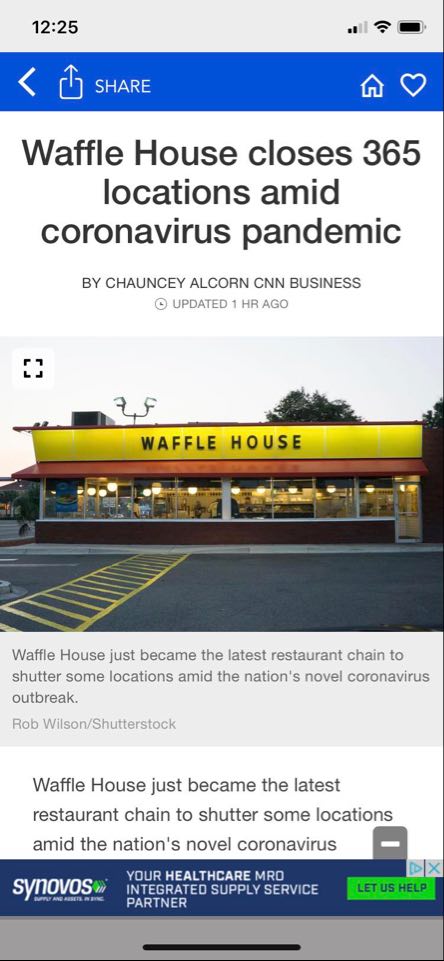 12:25
SHARE
Waffle House closes 365
locations amid
coronavirus pandemic
BY CHAUNCEY ALCORN CNN BUSINESS
UPDATED 1 HR AGO
WAFFLE HOUSE
Waffle House just became the latest restaurant chain to
shutter some locations amid the nation's novel coronavirus
outbreak.
Rob Wilson/Shutterstock
Waffle House just became the latest
restaurant chain to shutter some locations
amid the nation's novel coronavirus
synovos
SUPPLY AND ASSETS. IN SYNC.
YOUR HEALTHCARE MRO
INTEGRATED SUPPLY SERVICE
PARTNER
LET US HELP